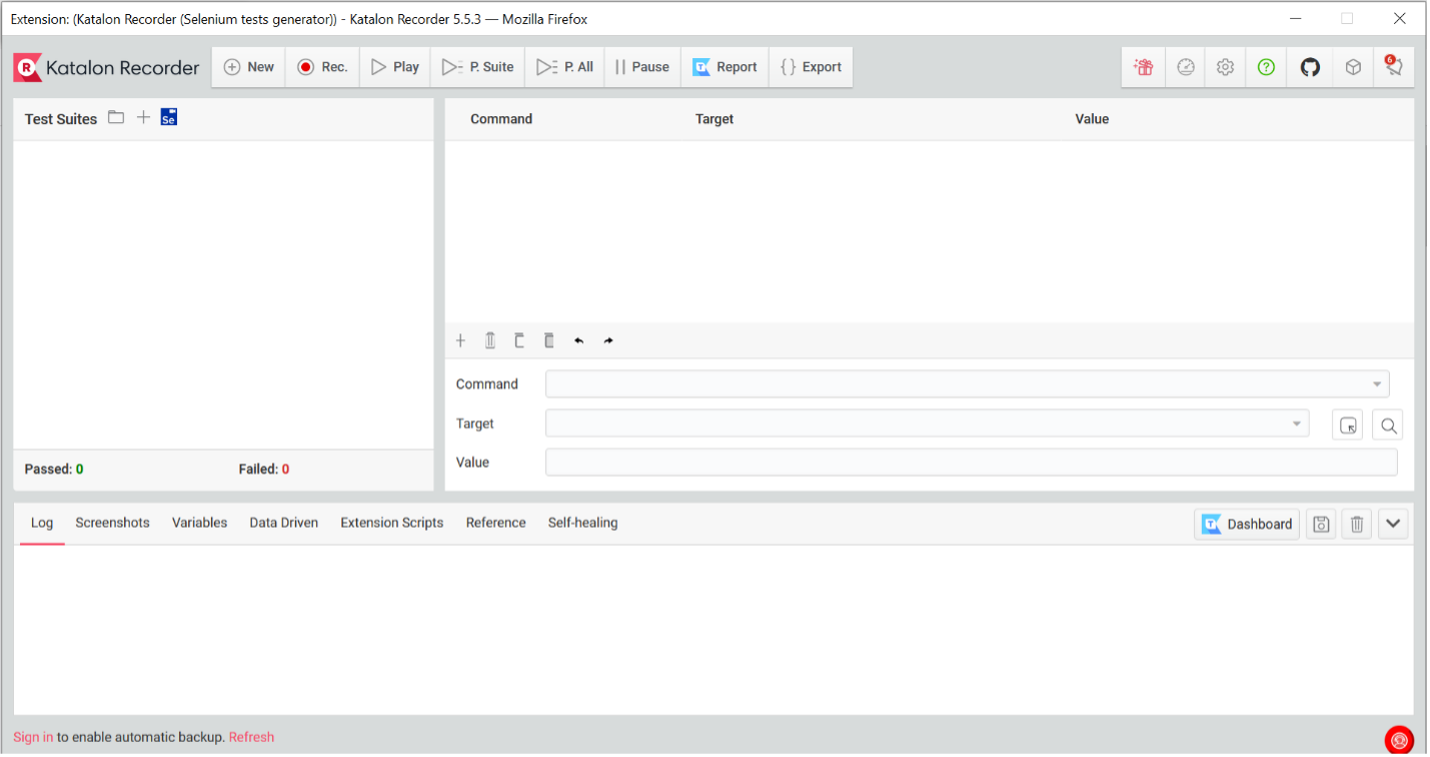 Extension: (Katalon Recorder (Selenium tests generator)) - Katalon Recorder 5.5.3 — Mozilla Firefox
R Katalon Recorder New Rec. Play P. Suite P. All Pause Report {} Export 6
Test Suites Se
Command Target Value
Command
Target
Value
Passed: 0 Failed: 0
Log Screenshots Variables Data Driven Extension Scripts Reference Self-healing Dashboard
Sign in to enable automatic backup. Refresh